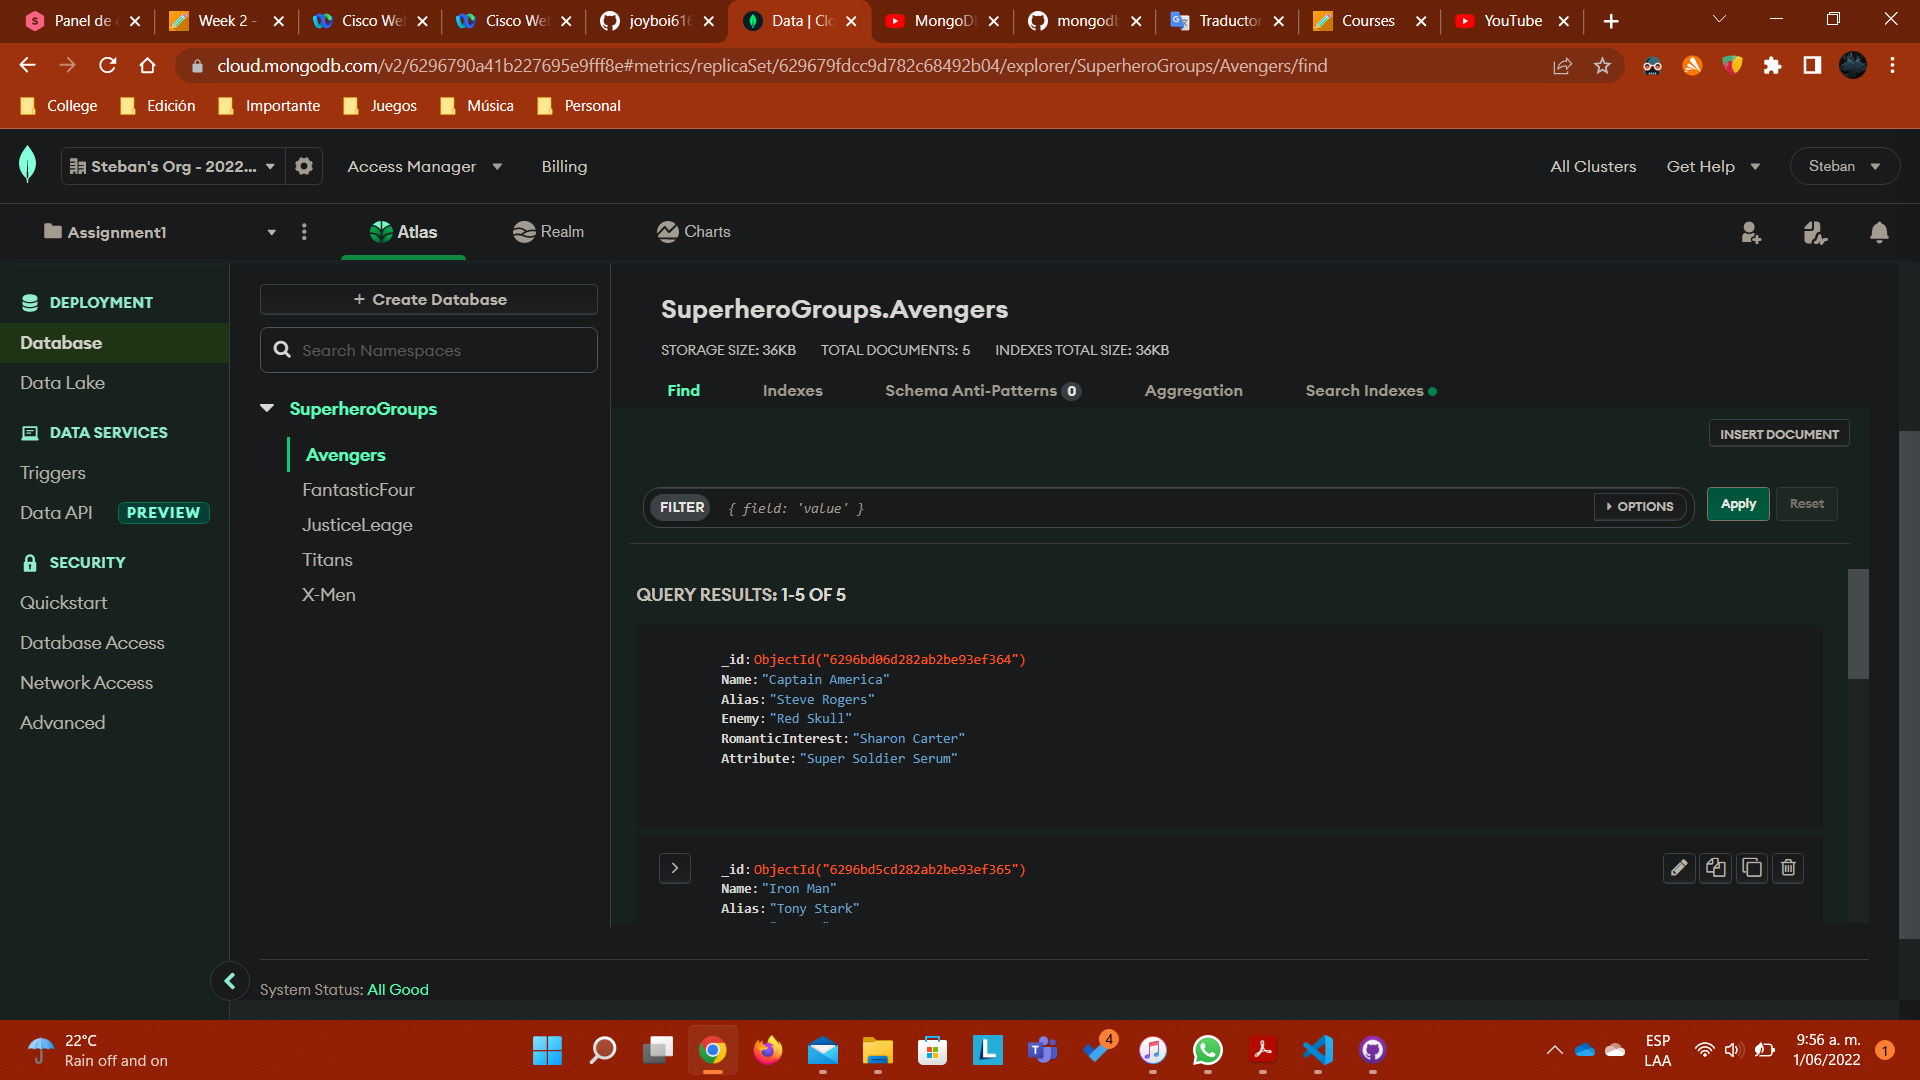 Panel de
Week 2 -
Cisco We
Cisco We
joyboi616
Data | Clo
MongoD
mongodb
Traductor
Courses
YouTube
cloud.mongodb.com/v2/6296790a41b227695e9fff8e#metrics/replicaSet/629679fdcc9d782c68492b04/explorer/SuperheroGroups/Avengers/find
College
Edición
Importante
Juegos
Música
Personal
Steban's Org - 2022...
Access Manager
Billing
All Clusters
Get Help
Steban
Assignment1
Atlas
Realm
Charts
DEPLOYMENT
Database
Data Lake
DATA SERVICES
Triggers
Data API PREVIEW
SECURITY
Quickstart
Database Access
Network Access
Advanced
+ Create Database
Search Namespaces
SuperheroGroups
Avengers
FantasticFour
JusticeLeage
Titans
X-Men
SuperheroGroups.Avengers
STORAGE SIZE: 36KB TOTAL DOCUMENTS: 5 INDEXES TOTAL SIZE: 36KB
Find
Indexes
Schema Anti-Patterns 0
Aggregation
Search Indexes
INSERT DOCUMENT
FILTER { field: 'value' } OPTIONS Apply Reset
QUERY RESULTS: 1-5 OF 5
_id: ObjectId("6296bd06d282ab2be93ef364")
Name: "Captain America"
Alias: "Steve Rogers"
Enemy: "Red Skull"
RomanticInterest: "Sharon Carter"
Attribute: "Super Soldier Serum"
_id: ObjectId("6296bd5cd282ab2be93ef365")
Name: "Iron Man"
Alias: "Tony Stark"
System Status: All Good
22°C
Rain off and on
4
ESP
LAA
9:56 a. m.
1/06/2022
1